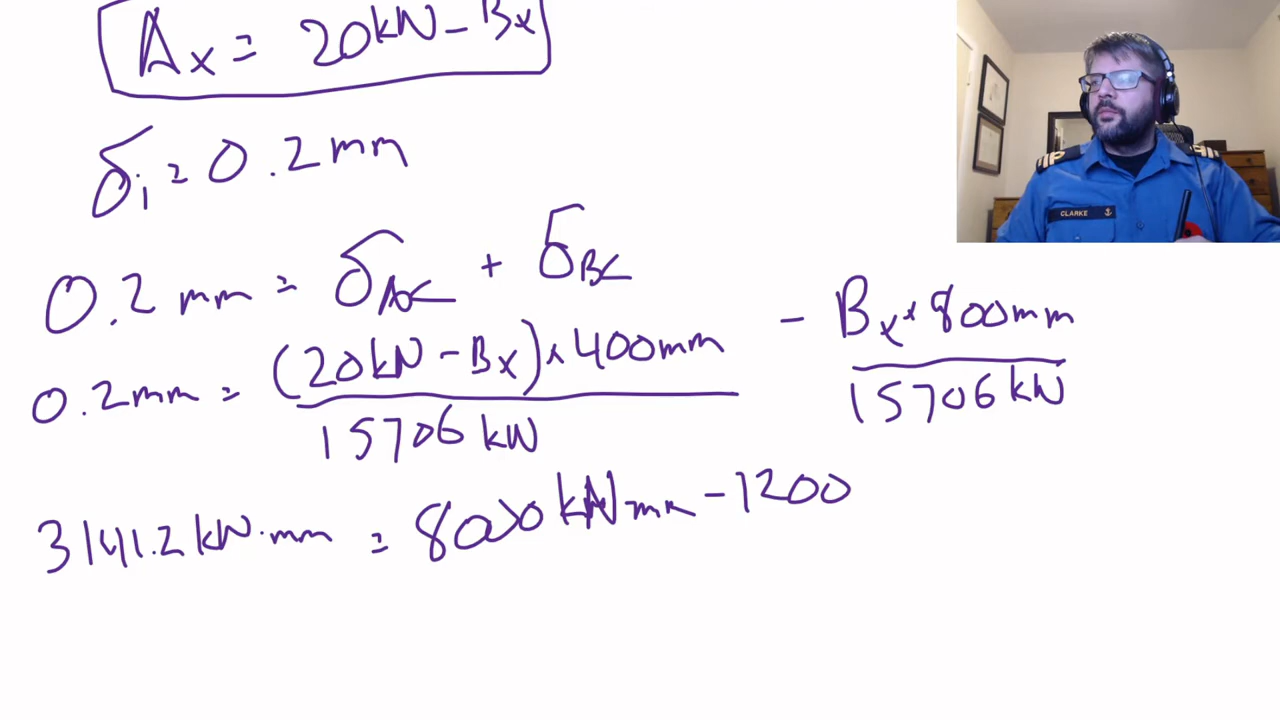 Ax = 20kN - Bx
δi = 0.2mm
0.2 mm = δAC + δBC
0.2mm = (20kN - Bx) * 400mm / 15706 kN - Bx * 800mm / 15706 kN
3141.2 kN·mm = 8000 kNmm - 1200
CLARKE